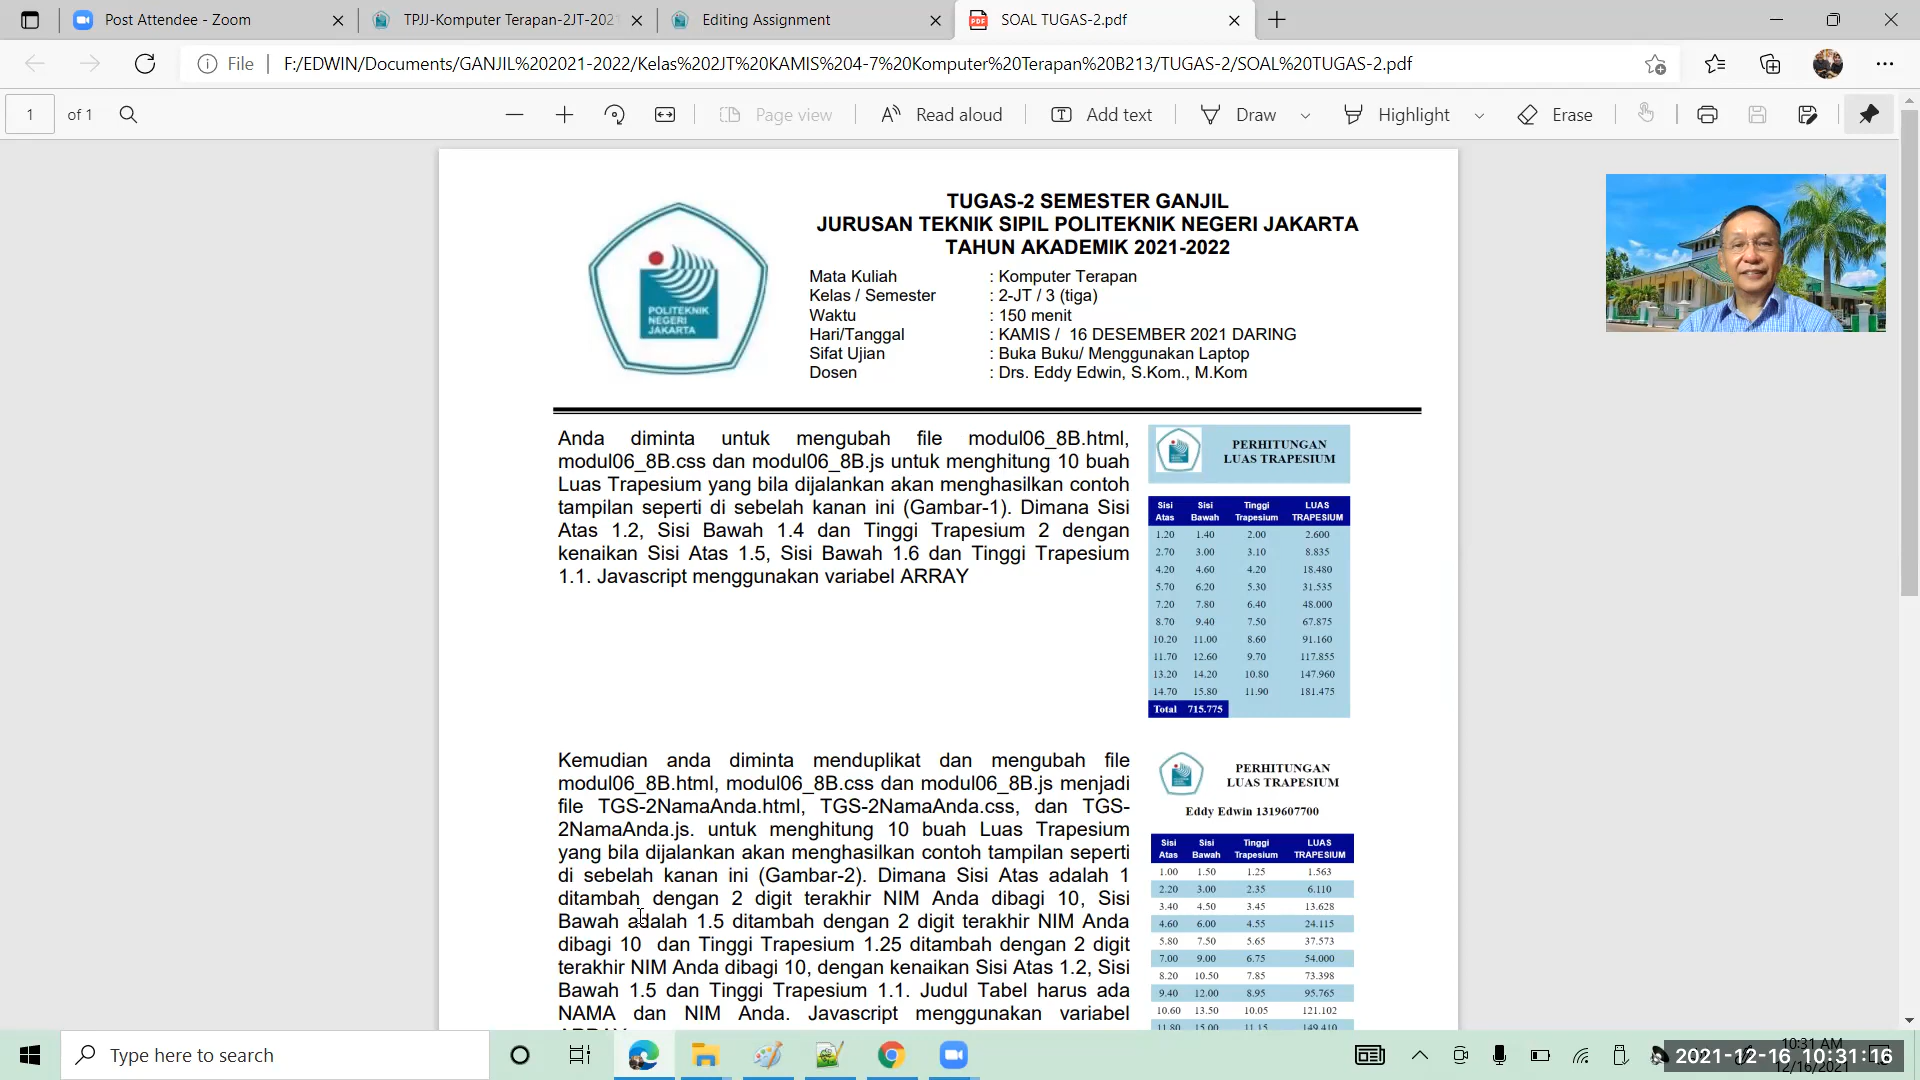 Post Attendee - Zoom
TPJJ-Komputer Terapan-2JT-202
Editing Assignment
SOAL TUGAS-2.pdf
File
F:/EDWIN/Documents/GANJIL%202021-2022/Kelas%202JT%20KAMIS%204-7%20Komputer%20Terapan%20B213/TUGAS-2/SOAL%20TUGAS-2.pdf
1 of 1
Page view
Read aloud
Add text
Draw
Highlight
Erase
POLITEKNIK
NEGERI
JAKARTA
TUGAS-2 SEMESTER GANJIL
JURUSAN TEKNIK SIPIL POLITEKNIK NEGERI JAKARTA
TAHUN AKADEMIK 2021-2022
Mata Kuliah : Komputer Terapan
Kelas / Semester : 2-JT / 3 (tiga)
Waktu : 150 menit
Hari/Tanggal : KAMIS / 16 DESEMBER 2021 DARING
Sifat Ujian : Buka Buku/ Menggunakan Laptop
Dosen : Drs. Eddy Edwin, S.Kom., M.Kom
Anda diminta untuk mengubah file modul06_8B.html,
modul06_8B.css dan modul06_8B.js untuk menghitung 10 buah
Luas Trapesium yang bila dijalankan akan menghasilkan contoh
tampilan seperti di sebelah kanan ini (Gambar-1). Dimana Sisi
Atas 1.2, Sisi Bawah 1.4 dan Tinggi Trapesium 2 dengan
kenaikan Sisi Atas 1.5, Sisi Bawah 1.6 dan Tinggi Trapesium
1.1. Javascript menggunakan variabel ARRAY
PERHITUNGAN
LUAS TRAPESIUM
Sisi Sisi Tinggi LUAS
Atas Bawah Trapesium TRAPESIUM
1.20 1.40 2.00 2.600
2.70 3.00 3.10 8.835
4.20 4.60 4.20 18.480
5.70 6.20 5.30 31.535
7.20 7.80 6.40 48.000
8.70 9.40 7.50 67.875
10.20 11.00 8.60 91.160
11.70 12.60 9.70 117.855
13.20 14.20 10.80 147.960
14.70 15.80 11.90 181.475
Total 715.775
Kemudian anda diminta menduplikat dan mengubah file
modul06_8B.html, modul06_8B.css dan modul06_8B.js menjadi
file TGS-2NamaAnda.html, TGS-2NamaAnda.css, dan TGS-
2NamaAnda.js. untuk menghitung 10 buah Luas Trapesium
yang bila dijalankan akan menghasilkan contoh tampilan seperti
di sebelah kanan ini (Gambar-2). Dimana Sisi Atas adalah 1
ditambah dengan 2 digit terakhir NIM Anda dibagi 10, Sisi
Bawah adalah 1.5 ditambah dengan 2 digit terakhir NIM Anda
dibagi 10 dan Tinggi Trapesium 1.25 ditambah dengan 2 digit
terakhir NIM Anda dibagi 10, dengan kenaikan Sisi Atas 1.2, Sisi
Bawah 1.5 dan Tinggi Trapesium 1.1. Judul Tabel harus ada
NAMA dan NIM Anda. Javascript menggunakan variabel
ARRAY
PERHITUNGAN
LUAS TRAPESIUM
Eddy Edwin 1319607700
Sisi Sisi Tinggi LUAS
Atas Bawah Trapesium TRAPESIUM
1.00 1.50 1.25 1.563
2.20 3.00 2.35 6.110
3.40 4.50 3.45 13.628
4.60 6.00 4.55 24.115
5.80 7.50 5.65 37.573
7.00 9.00 6.75 54.000
8.20 10.50 7.85 73.398
9.40 12.00 8.95 95.765
10.60 13.50 10.05 121.102
11.80 15.00 11.15 149.410
Type here to search
10:31 AM
12/16/2021
2021-12-16 10:31:16